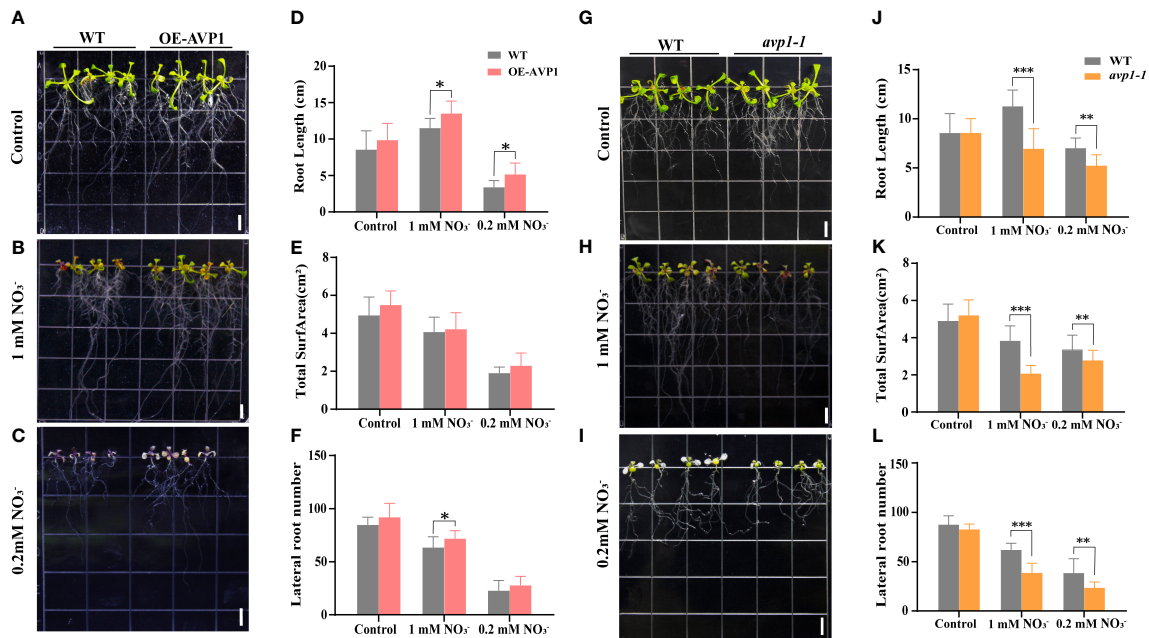 A
WT
OE-AVP1
Control
B
1 mM NO₃⁻
C
0.2mM NO₃⁻
D
WT
OE-AVP1
20
15
10
5
0
Root Length (cm)
*
*
Control
1 mM NO₃⁻
0.2 mM NO₃⁻
E
8
6
4
2
0
Total SurfArea(cm²)
Control
1 mM NO₃⁻
0.2 mM NO₃⁻
F
150
100
50
0
Lateral root number
*
Control
1 mM NO₃⁻
0.2 mM NO₃⁻
G
WT
avp1-1
Control
H
1 mM NO₃⁻
I
0.2mM NO₃⁻
J
WT
avp1-1
15
10
5
0
Root Length (cm)
***
**
Control
1 mM NO₃⁻
0.2 mM NO₃⁻
K
8
6
4
2
0
Total SurfArea(cm²)
***
**
Control
1 mM NO₃⁻
0.2 mM NO₃⁻
L
150
100
50
0
Lateral root number
***
**
Control
1 mM NO₃⁻
0.2 mM NO₃⁻